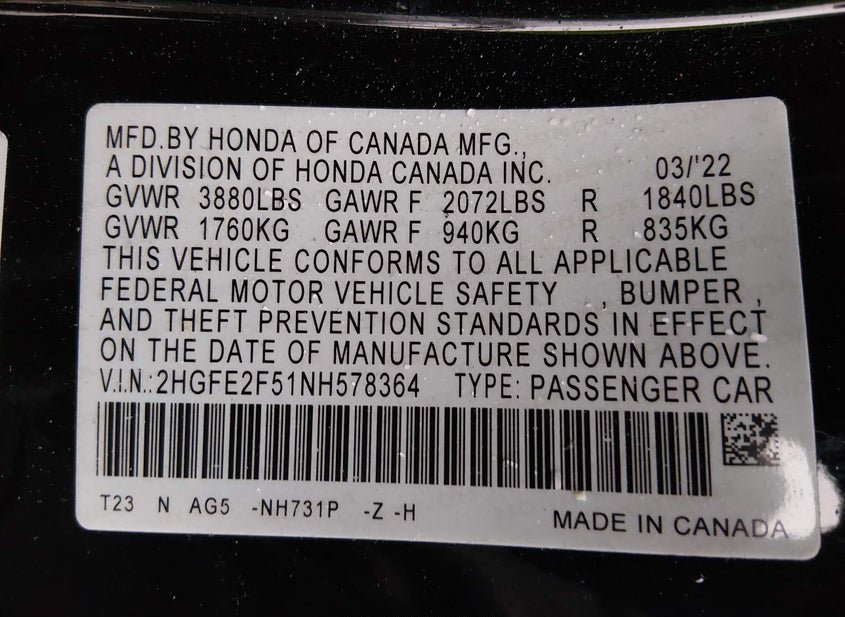 MFD.BY HONDA OF CANADA MFG.,
A DIVISION OF HONDA CANADA INC. 03/'22
GVWR 3880LBS GAWR F 2072LBS R 1840LBS
GVWR 1760KG GAWR F 940KG R 835KG
THIS VEHICLE CONFORMS TO ALL APPLICABLE
FEDERAL MOTOR VEHICLE SAFETY , BUMPER ,
AND THEFT PREVENTION STANDARDS IN EFFECT
ON THE DATE OF MANUFACTURE SHOWN ABOVE.
V.I.N.:2HGFE2F51NH578364 TYPE: PASSENGER CAR
T23 N AG5 -NH731P -Z -H
MADE IN CANADA